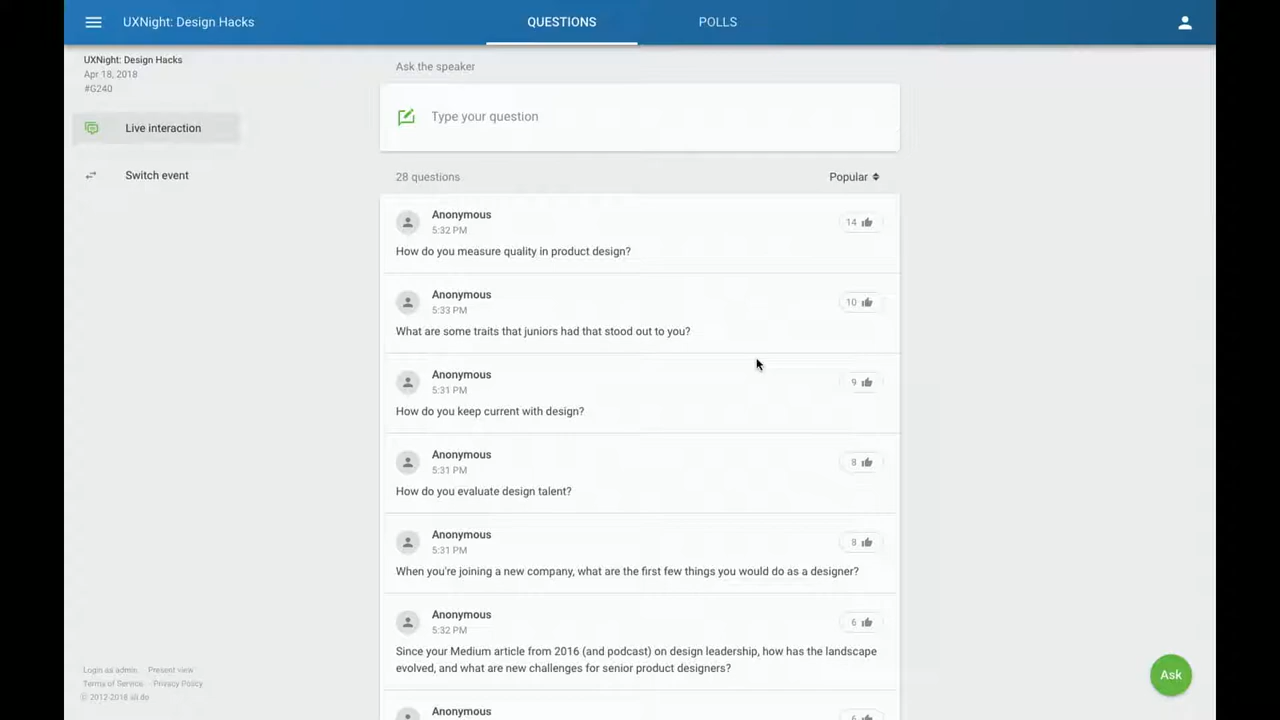 UXNight: Design Hacks
QUESTIONS
POLLS
UXNight: Design Hacks
Apr 18, 2018
#G240
Live interaction
Switch event
Ask the speaker
Type your question
28 questions
Popular
Anonymous
5:32 PM
14
How do you measure quality in product design?
Anonymous
5:33 PM
10
What are some traits that juniors had that stood out to you?
Anonymous
5:31 PM
9
How do you keep current with design?
Anonymous
5:31 PM
8
How do you evaluate design talent?
Anonymous
5:31 PM
8
When you're joining a new company, what are the first few things you would do as a designer?
Anonymous
5:32 PM
6
Since your Medium article from 2016 (and podcast) on design leadership, how has the landscape
evolved, and what are new challenges for senior product designers?
Anonymous
6
Login as admin · Present view
Terms of Service · Privacy Policy
© 2012-2018 sli.do
Ask